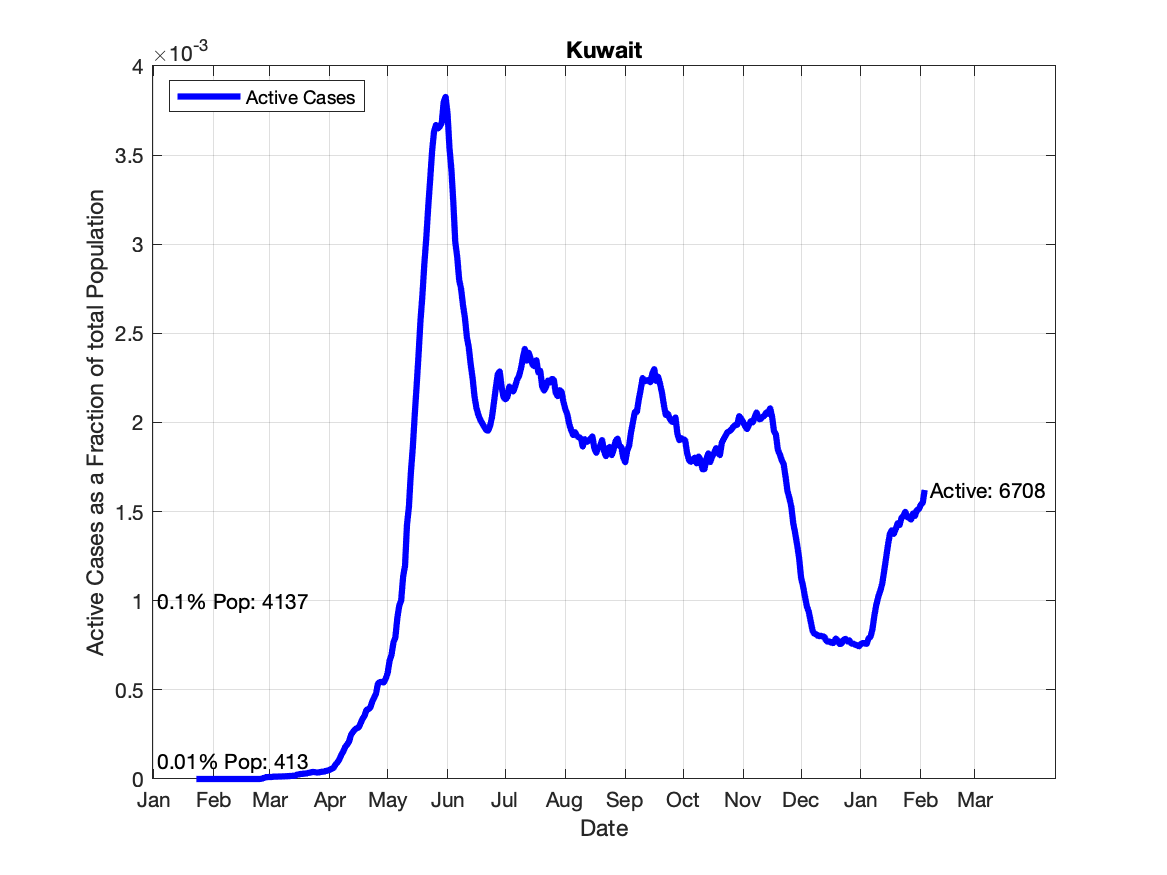 Kuwait
×10-3
Active Cases
4
3.5
3
2.5
2
1.5
1
0.5
0
Active Cases as a Fraction of total Population
Active: 6708
0.1% Pop: 4137
0.01% Pop: 413
Jan Feb Mar Apr May Jun Jul Aug Sep Oct Nov Dec Jan Feb Mar
Date